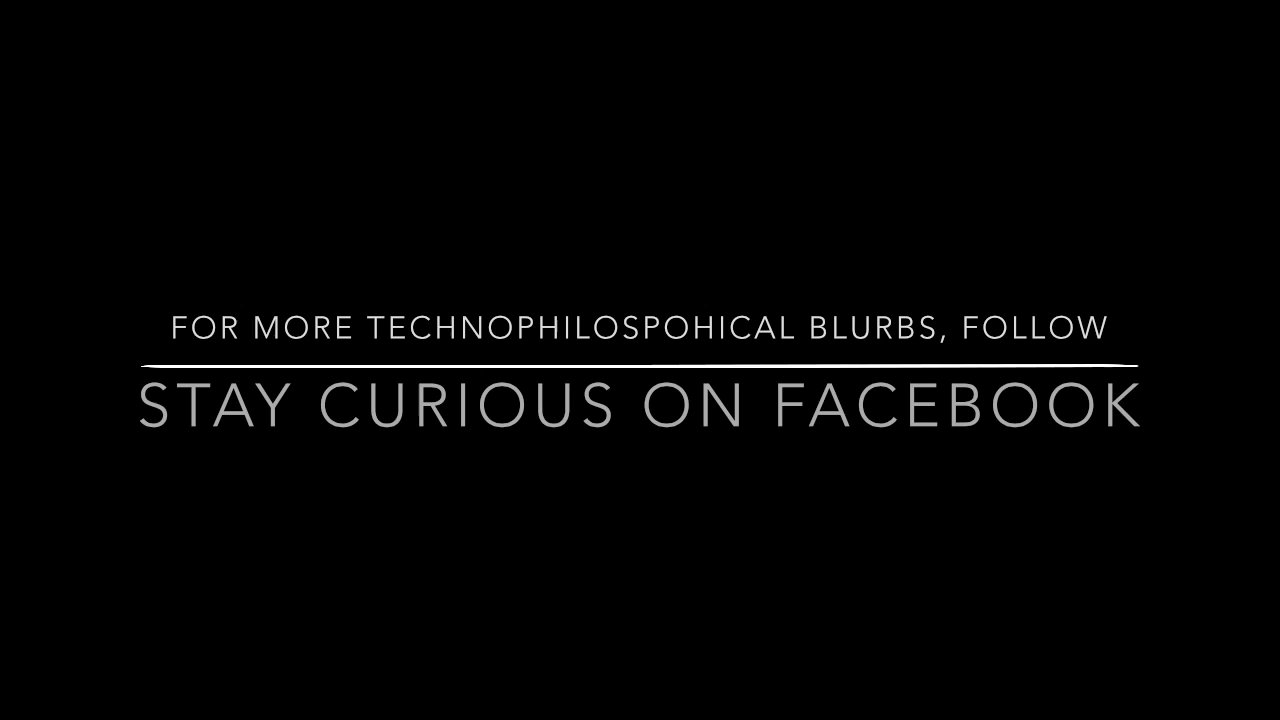 FOR MORE TECHNOPHILOSPOHICAL BLURBS, FOLLOW
STAY CURIOUS ON FACEBOOK